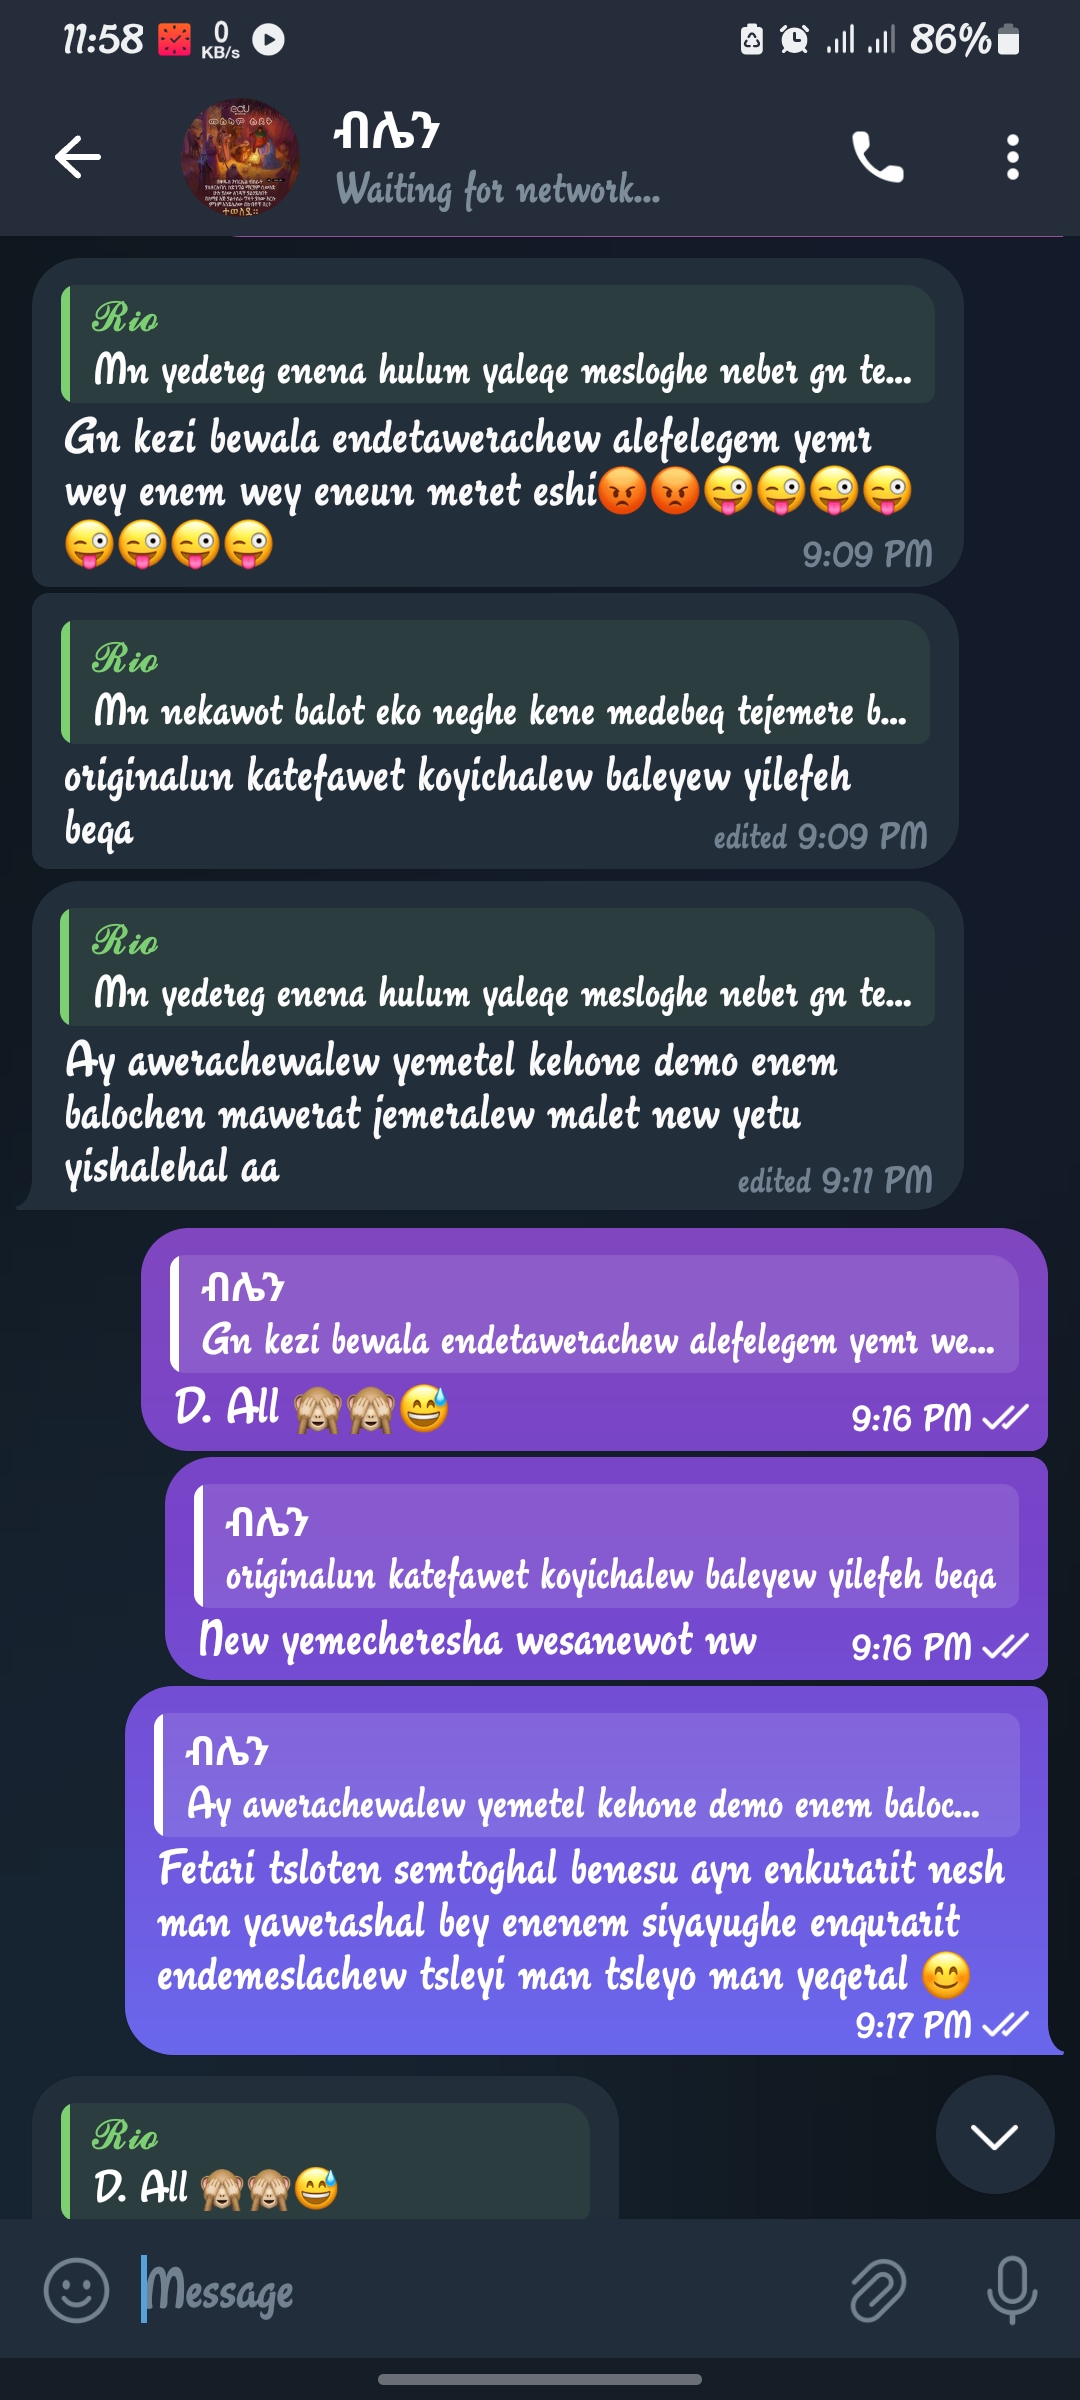 11:58
0
KB/s
86%
ብሌን
Waiting for network...
Rio
Mn yedereg enena hulum yaleqe mesloghe neber gn te...
Gn kezi bewala endetawerachew alefelegem yemr
wey enem wey eneun meret eshi😡😡😜😜😜😜
😜😜😜😜
9:09 PM
Rio
Mn nekawot balot eko neghe kene medebeq tejemere b...
originalun katefawet koyichalew baleyew yilefeh
beqa
edited 9:09 PM
Rio
Mn yedereg enena hulum yaleqe mesloghe neber gn te...
Ay awerachewalew yemetel kehone demo enem
balochen mawerat jemeralew malet new yetu
yishalehal aa
edited 9:11 PM
ብሌን
Gn kezi bewala endetawerachew alefelegem yemr we...
D. All 🙈🙈😅
9:16 PM
ብሌን
originalun katefawet koyichalew baleyew yilefeh beqa
New yemecheresha wesanewot nw
9:16 PM
ብሌን
Ay awerachewalew yemetel kehone demo enem baloc...
Fetari tsloten semtoghal benesu ayn enkurarit nesh
man yawerashal bey enenem siyayughe enqurarit
endemeslachew tsleyi man tsleyo man yeqeral 😊
9:17 PM
Rio
D. All 🙈🙈😅
Message